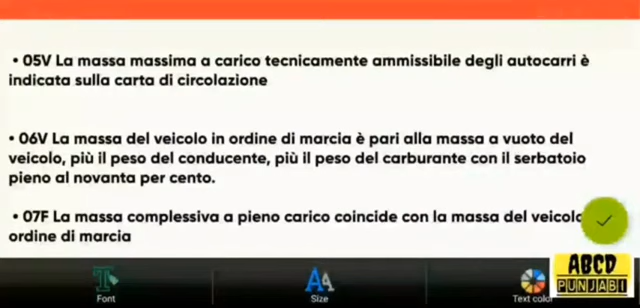 • 05V La massa massima a carico tecnicamente ammissibile degli autocarri è
indicata sulla carta di circolazione
• 06V La massa del veicolo in ordine di marcia è pari alla massa a vuoto del
veicolo, più il peso del conducente, più il peso del carburante con il serbatoio
pieno al novanta per cento.
• 07F La massa complessiva a pieno carico coincide con la massa del veicolo
ordine di marcia
Font
Size
Text color
ABCD
PUNJABI